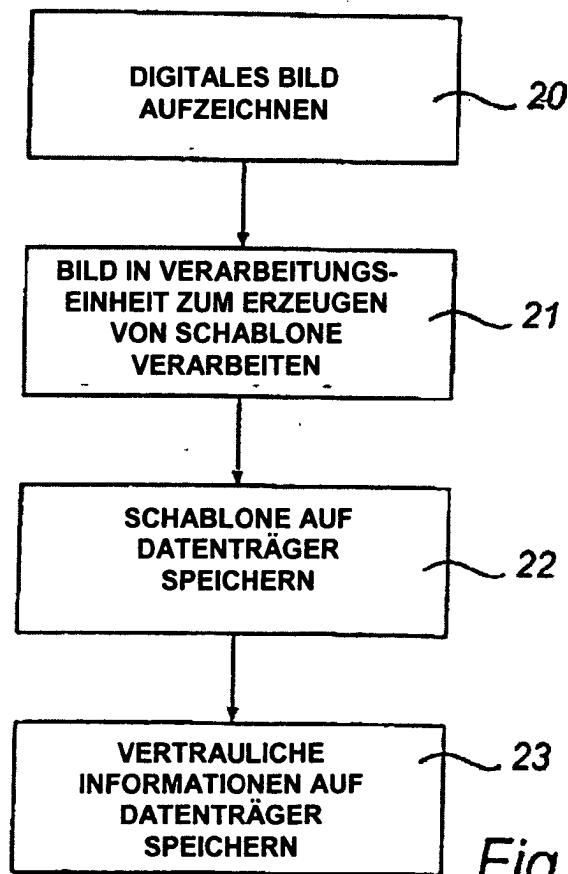 DIGITALES BILD
AUFZEICHNEN
20
BILD IN VERARBEITUNGS-
EINHEIT ZUM ERZEUGEN
VON SCHABLONE
VERARBEITEN
21
SCHABLONE AUF
DATENTRÄGER
SPEICHERN
22
VERTRAULICHE
INFORMATIONEN AUF
DATENTRÄGER
SPEICHERN
23
Fig